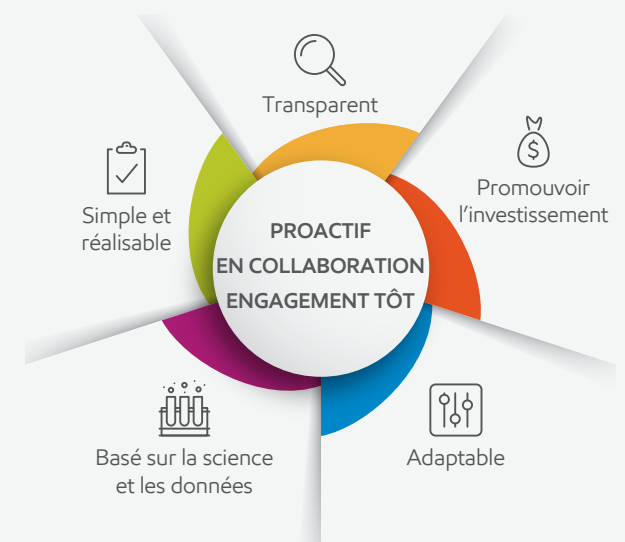 Transparent
Promouvoir
l'investissement
Simple et
réalisable
PROACTIF
EN COLLABORATION
ENGAGEMENT TÔT
Basé sur la science
et les données
Adaptable
$